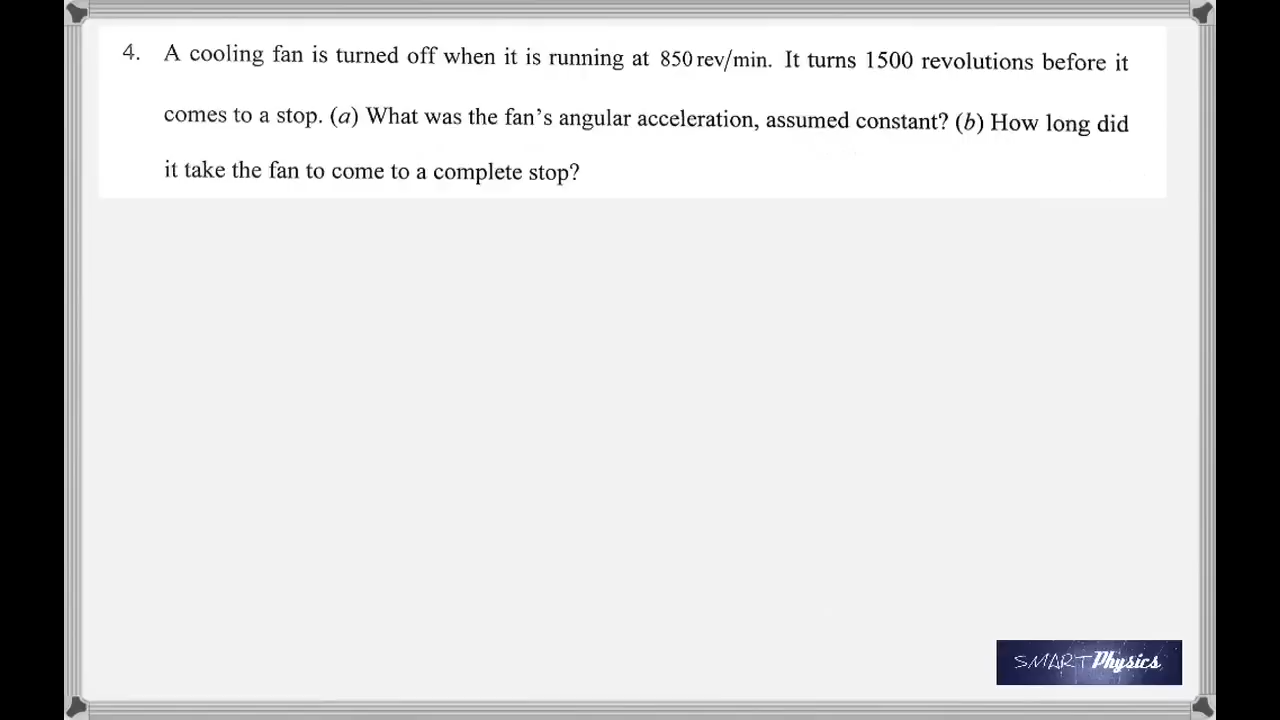 4. A cooling fan is turned off when it is running at 850 rev/min. It turns 1500 revolutions before it
comes to a stop. (a) What was the fan’s angular acceleration, assumed constant? (b) How long did
it take the fan to come to a complete stop?
SMART Physics